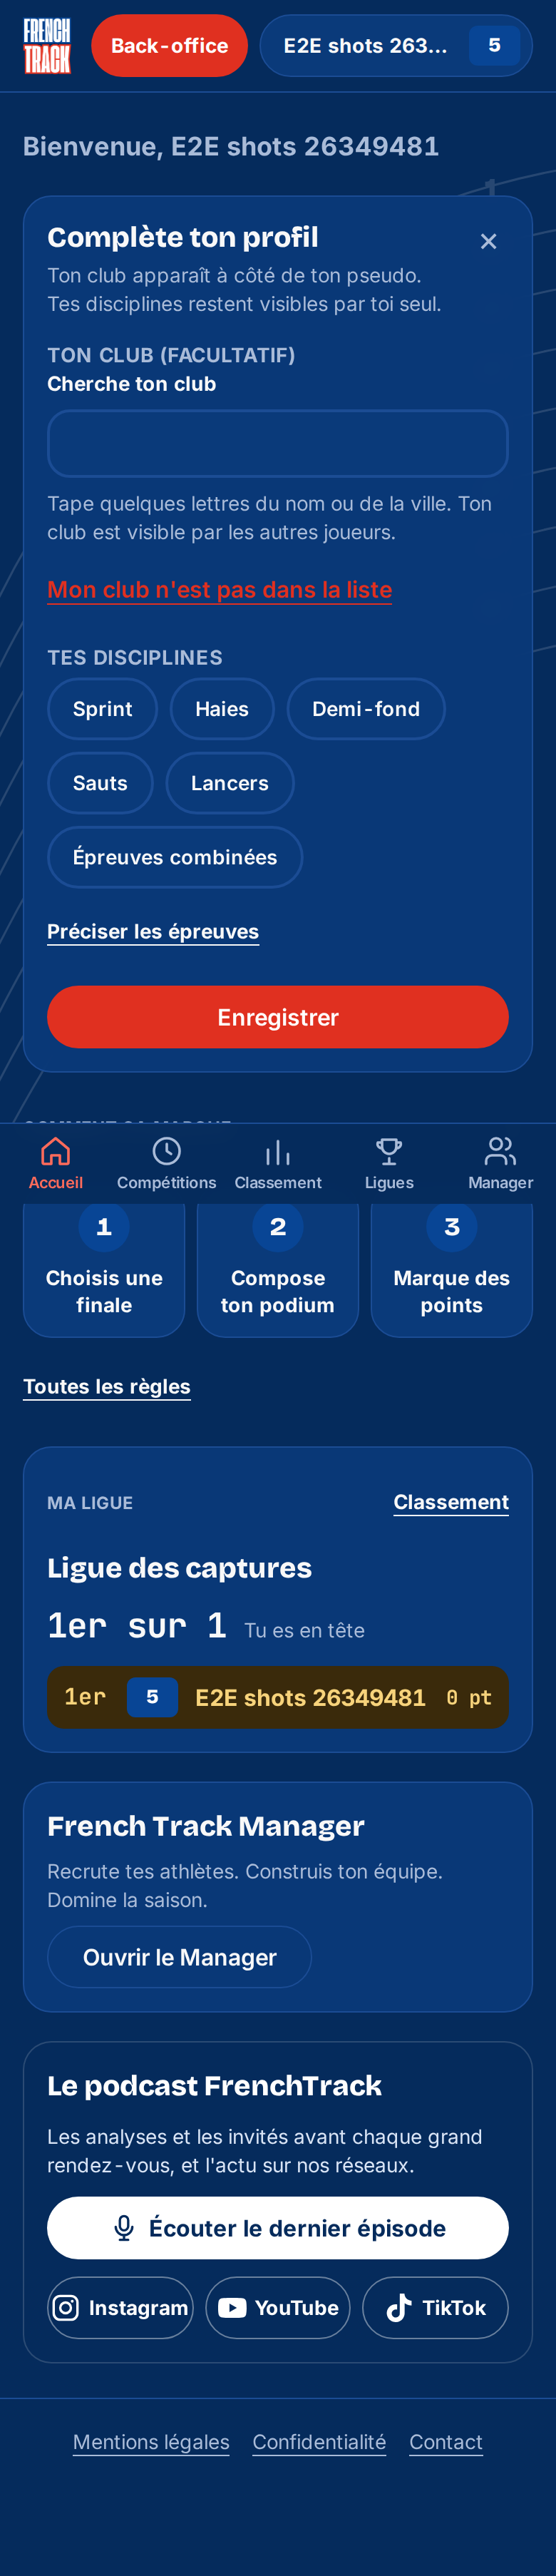 FRENCH
TRACK
Back-office
E2E shots 263...
5
Bienvenue, E2E shots 26349481
1
Complète ton profil
Ton club apparaît à côté de ton pseudo.
Tes disciplines restent visibles par toi seul.
TON CLUB (FACULTATIF)
Cherche ton club
Tape quelques lettres du nom ou de la ville. Ton
club est visible par les autres joueurs.
Mon club n'est pas dans la liste
TES DISCIPLINES
Sprint
Haies
Demi-fond
Sauts
Lancers
Épreuves combinées
Préciser les épreuves
Enregistrer
Accueil
Compétitions
Classement
Ligues
Manager
1
2
3
Choisis une
finale
Compose
ton podium
Marque des
points
Toutes les règles
MA LIGUE
Classement
Ligue des captures
1er sur 1 Tu es en tête
1er
5
E2E shots 26349481
0 pt
French Track Manager
Recrute tes athlètes. Construis ton équipe.
Domine la saison.
Ouvrir le Manager
Le podcast FrenchTrack
Les analyses et les invités avant chaque grand
rendez-vous, et l'actu sur nos réseaux.
Écouter le dernier épisode
Instagram
YouTube
TikTok
Mentions légales
Confidentialité
Contact